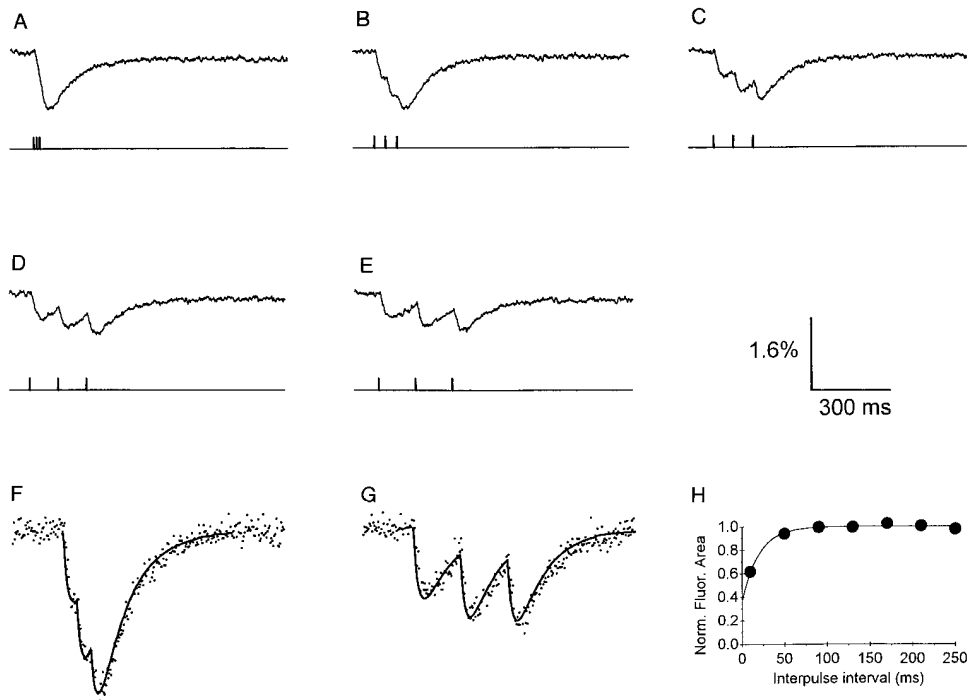 A
B
C
D
E
1.6%
300 ms
F
G
H
Norm. Fluor. Area
1.0
0.8
0.6
0.4
0.2
0.0
0 50 100 150 200 250
Interpulse interval (ms)